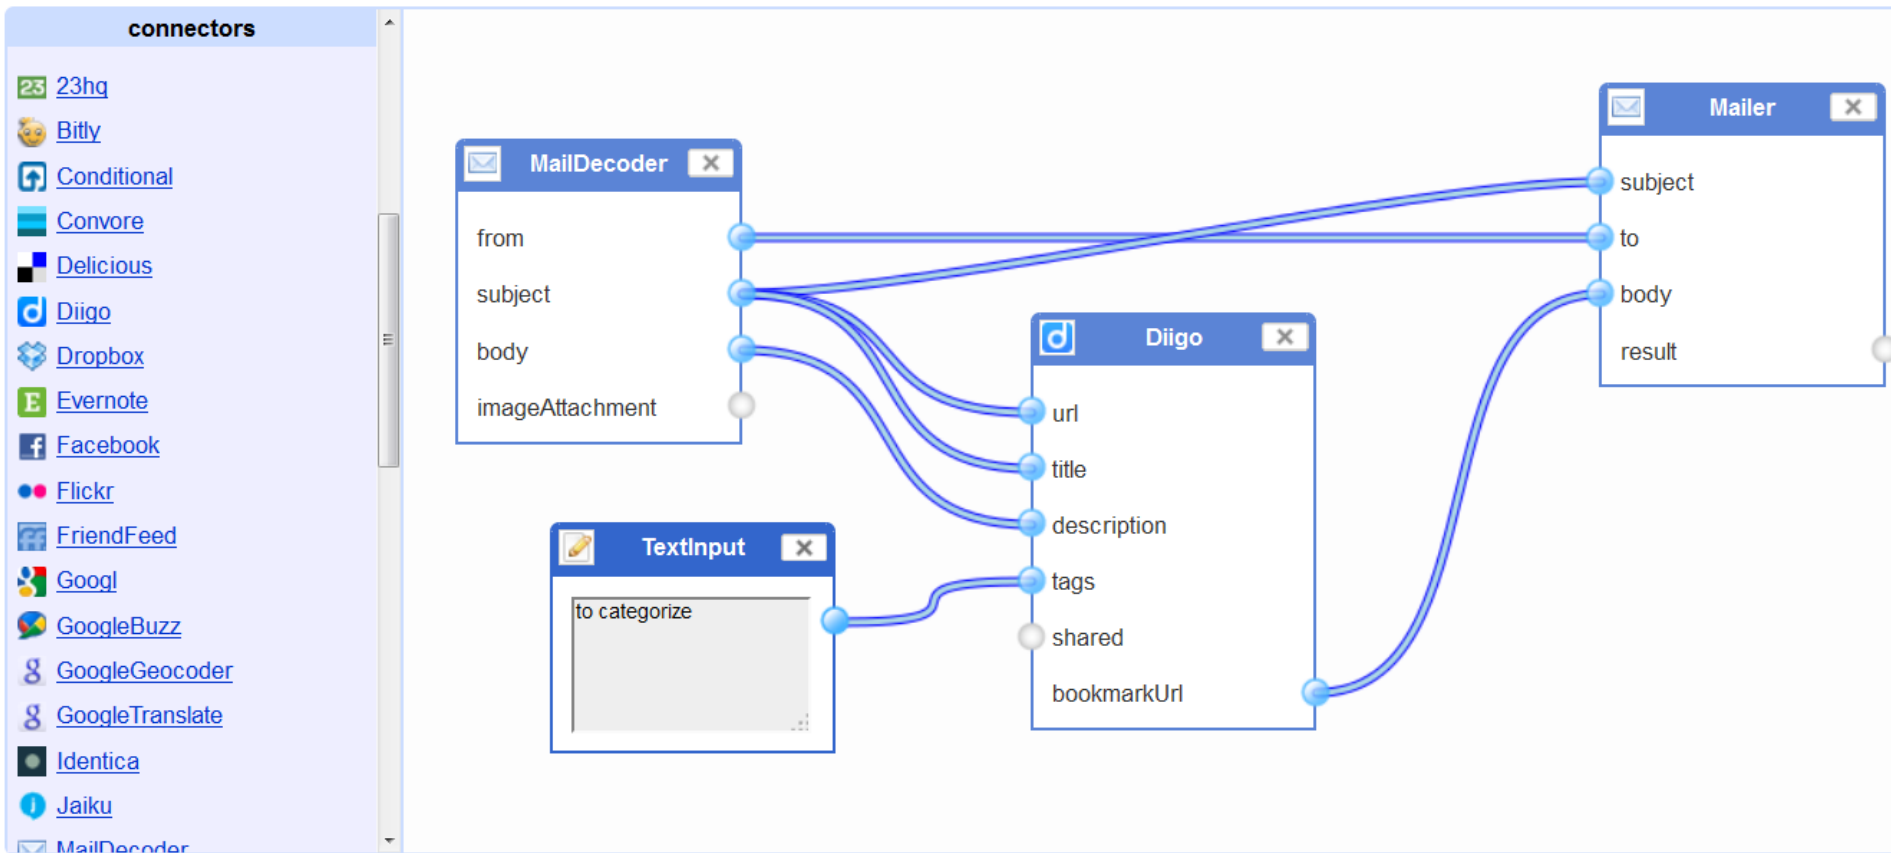 connectors
23hq
Bitly
Conditional
Convore
Delicious
Diigo
Dropbox
Evernote
Facebook
Flickr
FriendFeed
Googl
GoogleBuzz
GoogleGeocoder
GoogleTranslate
Identica
Jaiku
MailDecoder
MailDecoder
from
subject
body
imageAttachment
TextInput
to categorize
Diigo
url
title
description
tags
shared
bookmarkUrl
Mailer
subject
to
body
result